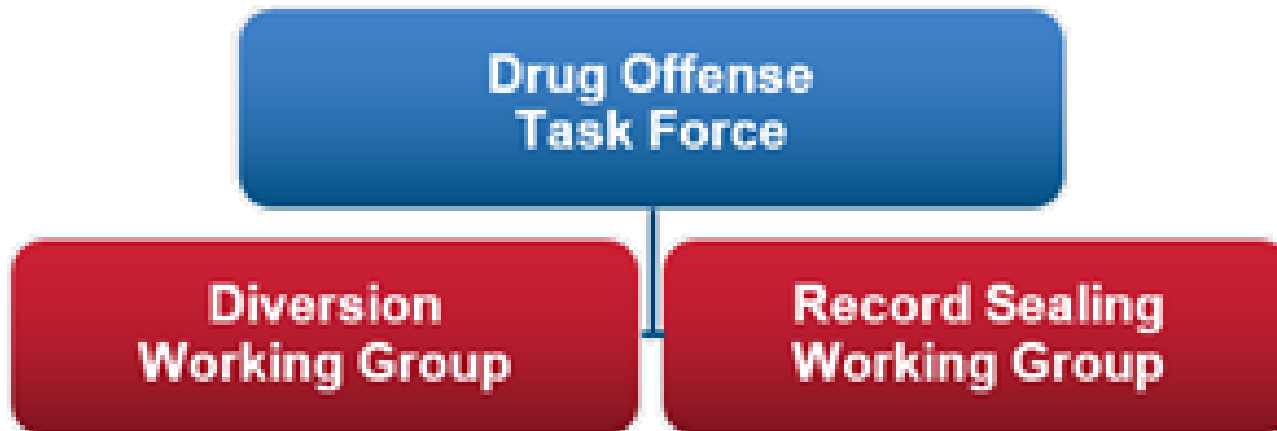 Drug Offense
Task Force
Diversion
Working Group
Record Sealing
Working Group